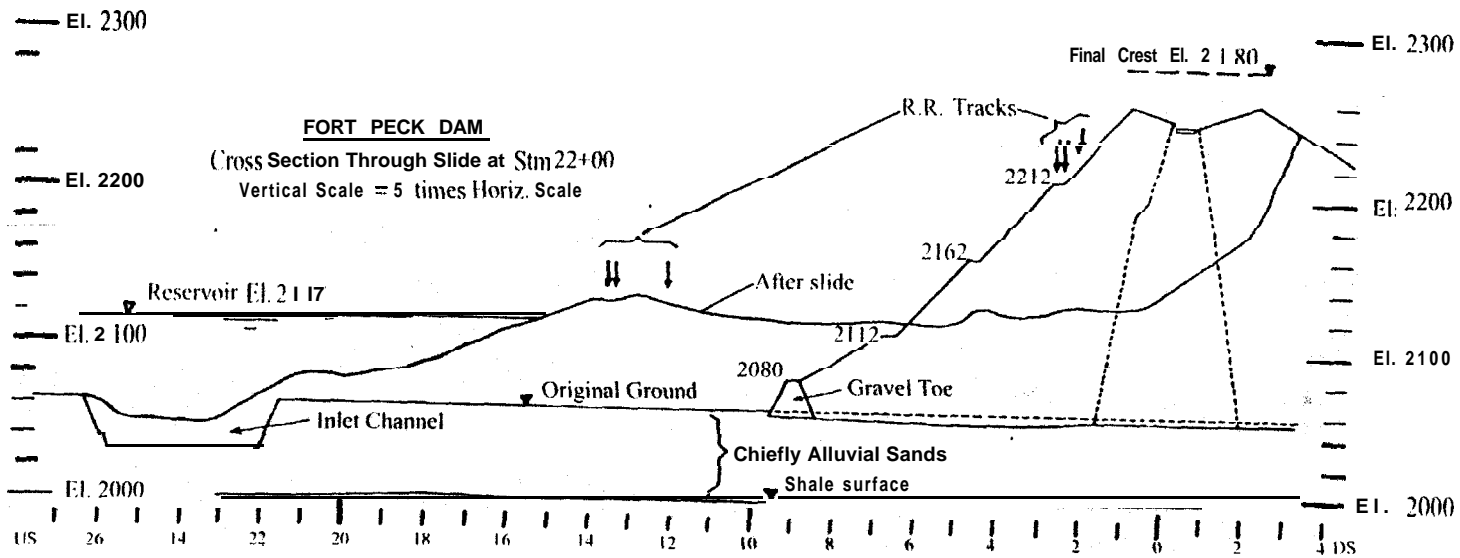 El. 2300
El. 2300
Final Crest El. 2180
R.R. Tracks
FORT PECK DAM
Cross Section Through Slide at Stm 22+00
Vertical Scale = 5 times Horiz. Scale
El. 2200
2212
El. 2200
2162
Reservoir El. 2117
After slide
El. 2100
2112
El. 2100
2080
Original Ground
Gravel Toe
Inlet Channel
Chiefly Alluvial Sands
El. 2000
Shale surface
El. 2000
US 26 14 22 20 18 16 14 12 10 8 6 4 2 0 2 4 DS